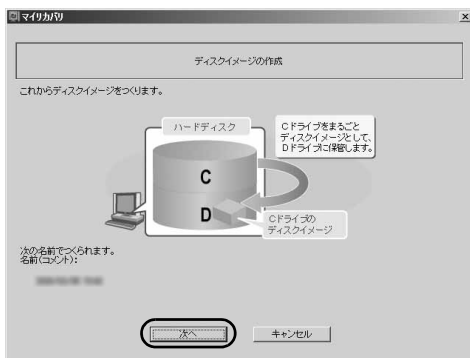 マイリカバリ
ディスクイメージの作成
これからディスクイメージをつくります。
ハードディスク
Cドライブをまるごと
ディスクイメージとして、
Dドライブに保管します。
C
D
Cドライブの
ディスクイメージ
次の名前でつくられます。
名前(コメント):
次へ
キャンセル